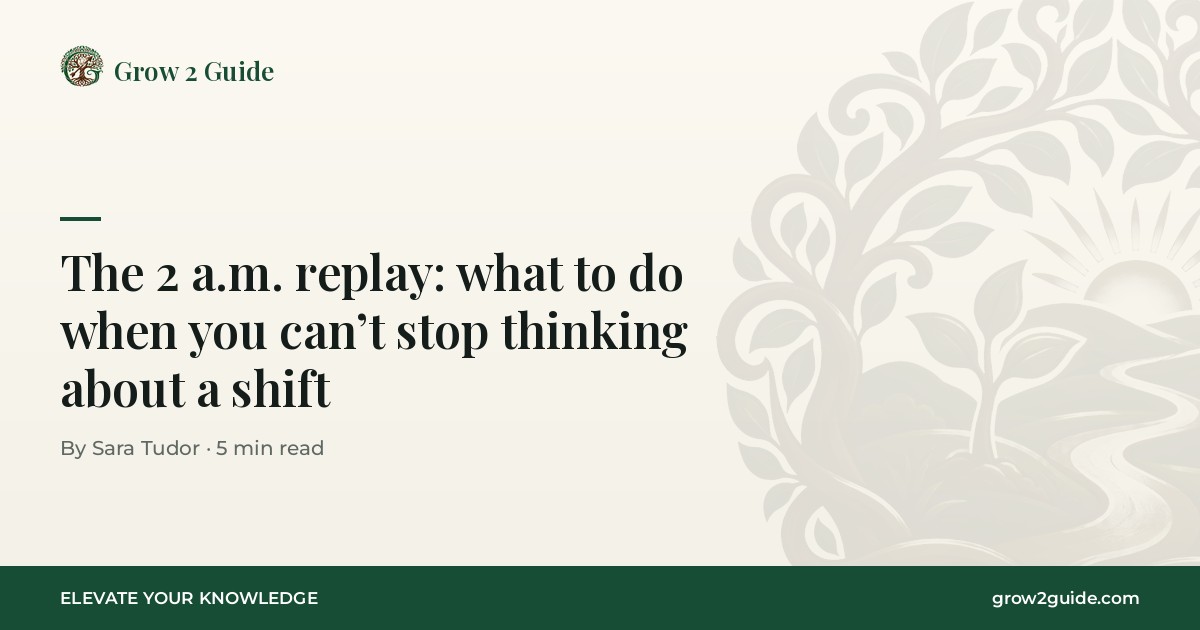 Grow 2 Guide
The 2 a.m. replay: what to do
when you can’t stop thinking
about a shift
By Sara Tudor · 5 min read
ELEVATE YOUR KNOWLEDGE
grow2guide.com